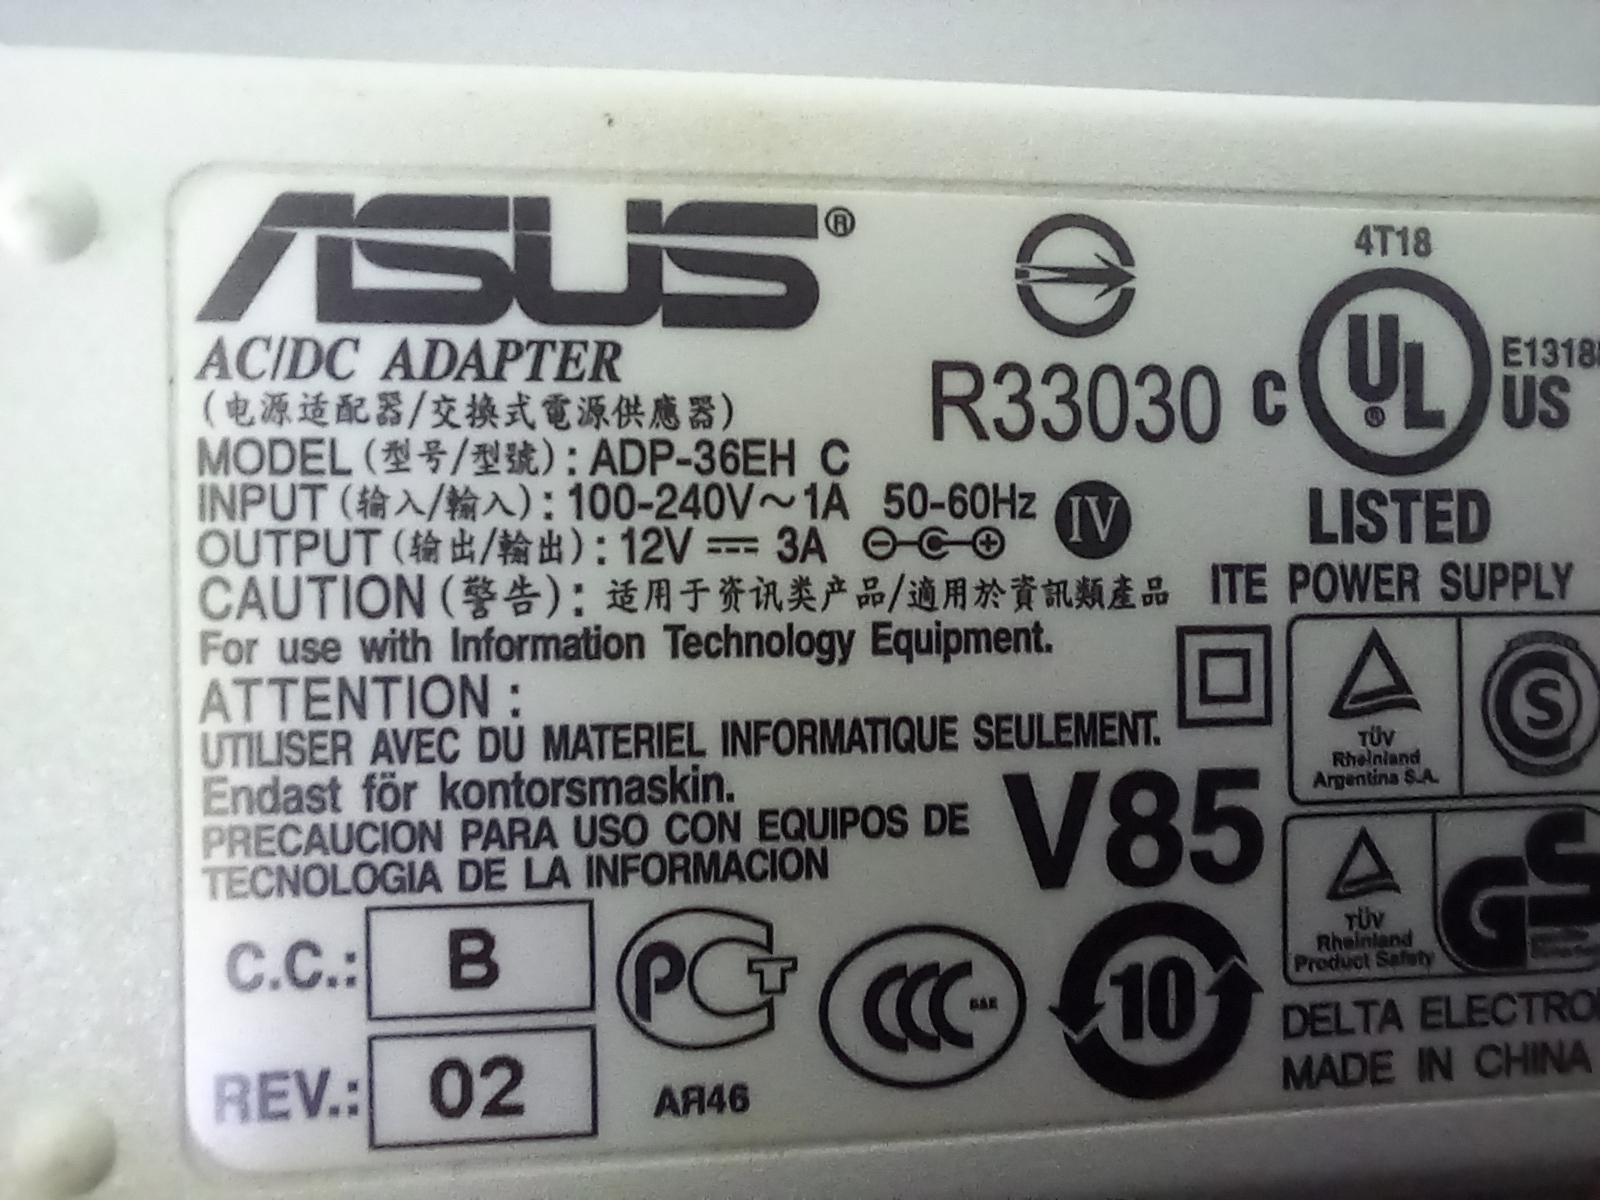 ASUS®
AC/DC ADAPTER
(电源适配器/交換式電源供應器)
MODEL (型号/型號) : ADP-36EH C
INPUT (输入/輸入) : 100-240V～1A 50-60Hz IV
OUTPUT (输出/輸出) : 12V ⎓ 3A
CAUTION (警告) : 适用于资讯类产品/適用於資訊類產品
For use with Information Technology Equipment.
ATTENTION :
UTILISER AVEC DU MATERIEL INFORMATIQUE SEULEMENT.
Endast för kontorsmaskin.
PRECAUCION PARA USO CON EQUIPOS DE
TECNOLOGIA DE LA INFORMACION
C.C.: B
REV.: 02
R33030
4T18
C UL® US
LISTED
ITE POWER SUPPLY
TÜV
Rheinland
Argentina S.A.
S
V85
TÜV
Rheinland
Product Safety
GS
PCT
АЯ46
CCC
S&E
10
DELTA
MADE IN CHINA